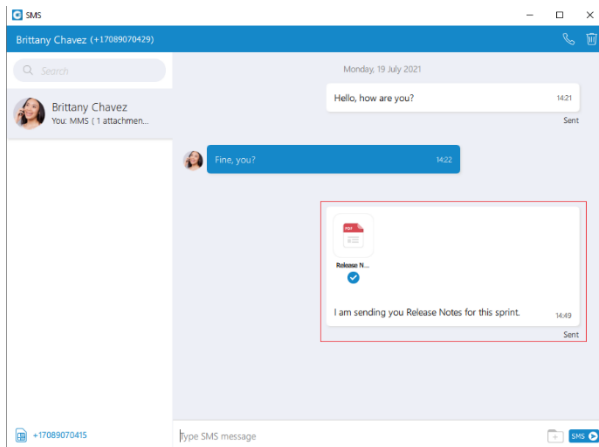 SMS
Brittany Chavez (+17089070429)
Search
Brittany Chavez
You: MMS ( 1 attachmen...
Monday, 19 July 2021
Hello, how are you? 14:21
Sent
Fine, you? 14:22
PDF
Release N...
I am sending you Release Notes for this sprint. 14:49
Sent
+17089070415
Type SMS message
SMS